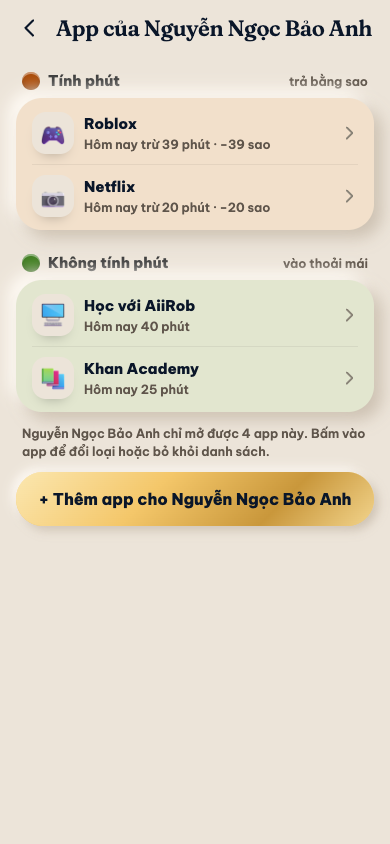 App của Nguyễn Ngọc Bảo Anh
Tính phút
trả bằng sao
Roblox
Hôm nay trừ 39 phút · −39 sao
Netflix
Hôm nay trừ 20 phút · −20 sao
Không tính phút
vào thoải mái
Học với AiiRob
Hôm nay 40 phút
Khan Academy
Hôm nay 25 phút
Nguyễn Ngọc Bảo Anh chỉ mở được 4 app này. Bấm vào
app để đổi loại hoặc bỏ khỏi danh sách.
+ Thêm app cho Nguyễn Ngọc Bảo Anh